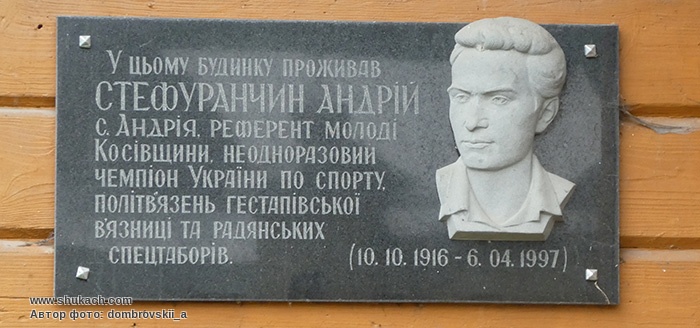 У цьому будинку проживав
СТЕФУРАНЧИН АНДРІЙ
с. Андрія, референт молоді
Косівщини, неодноразовий
чемпіон України по спорту,
політв'язень гестапівської
в'язниці та радянських
спецтаборів.
(10. 10. 1916 - 6. 04. 1997)
www.shukach.com
Автор фото: dombrovskii_a